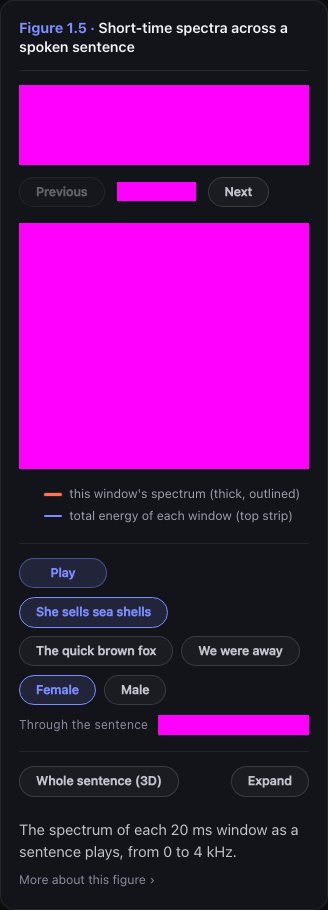 Figure 1.5 · Short-time spectra across a
spoken sentence
Previous
Next
this window's spectrum (thick, outlined)
total energy of each window (top strip)
Play
She sells sea shells
The quick brown fox
We were away
Female
Male
Through the sentence
Whole sentence (3D)
Expand
The spectrum of each 20 ms window as a
sentence plays, from 0 to 4 kHz.
More about this figure ›